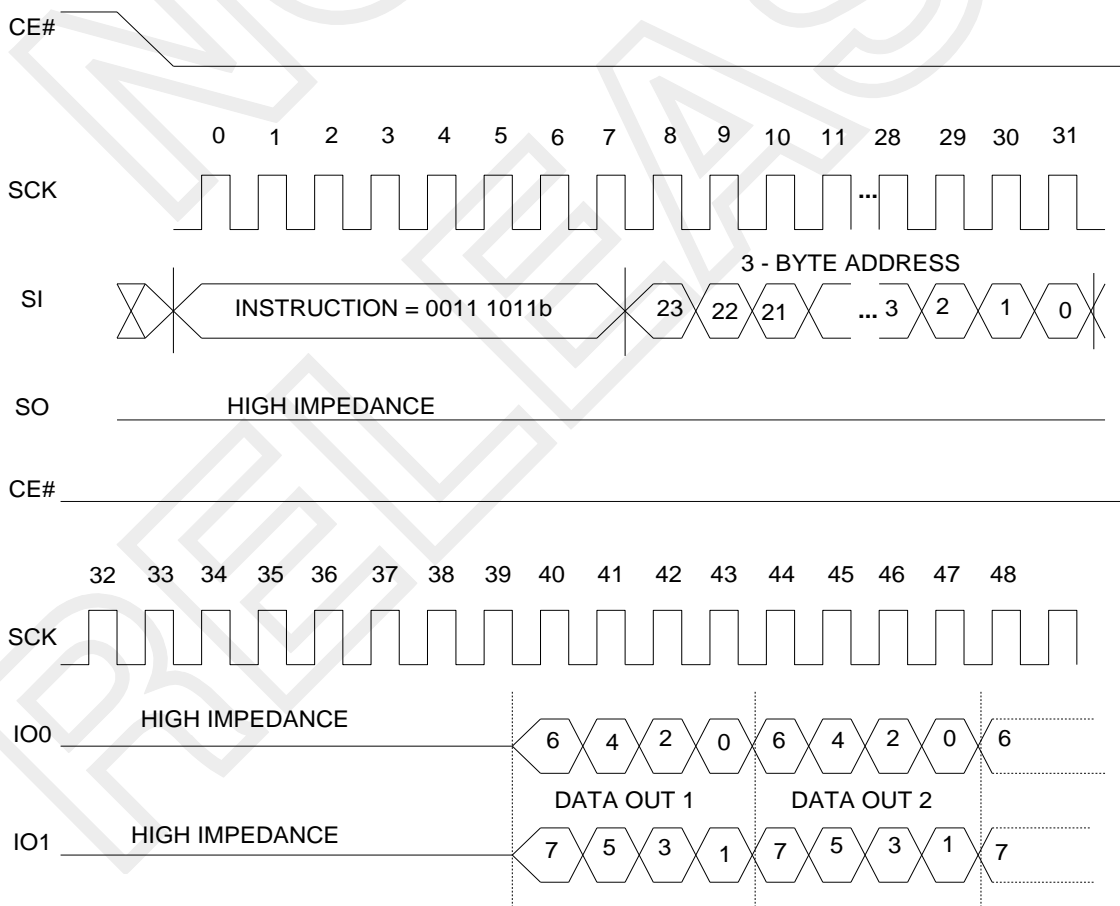 CE#
0 1 2 3 4 5 6 7 8 9 10 11 28 29 30 31
SCK ...
3 - BYTE ADDRESS
SI INSTRUCTION = 0011 1011b 23 22 21 ... 3 2 1 0
SO HIGH IMPEDANCE
CE#
32 33 34 35 36 37 38 39 40 41 42 43 44 45 46 47 48
SCK
IO0 HIGH IMPEDANCE 6 4 2 0 6 4 2 0 6
DATA OUT 1 DATA OUT 2
IO1 HIGH IMPEDANCE 7 5 3 1 7 5 3 1 7